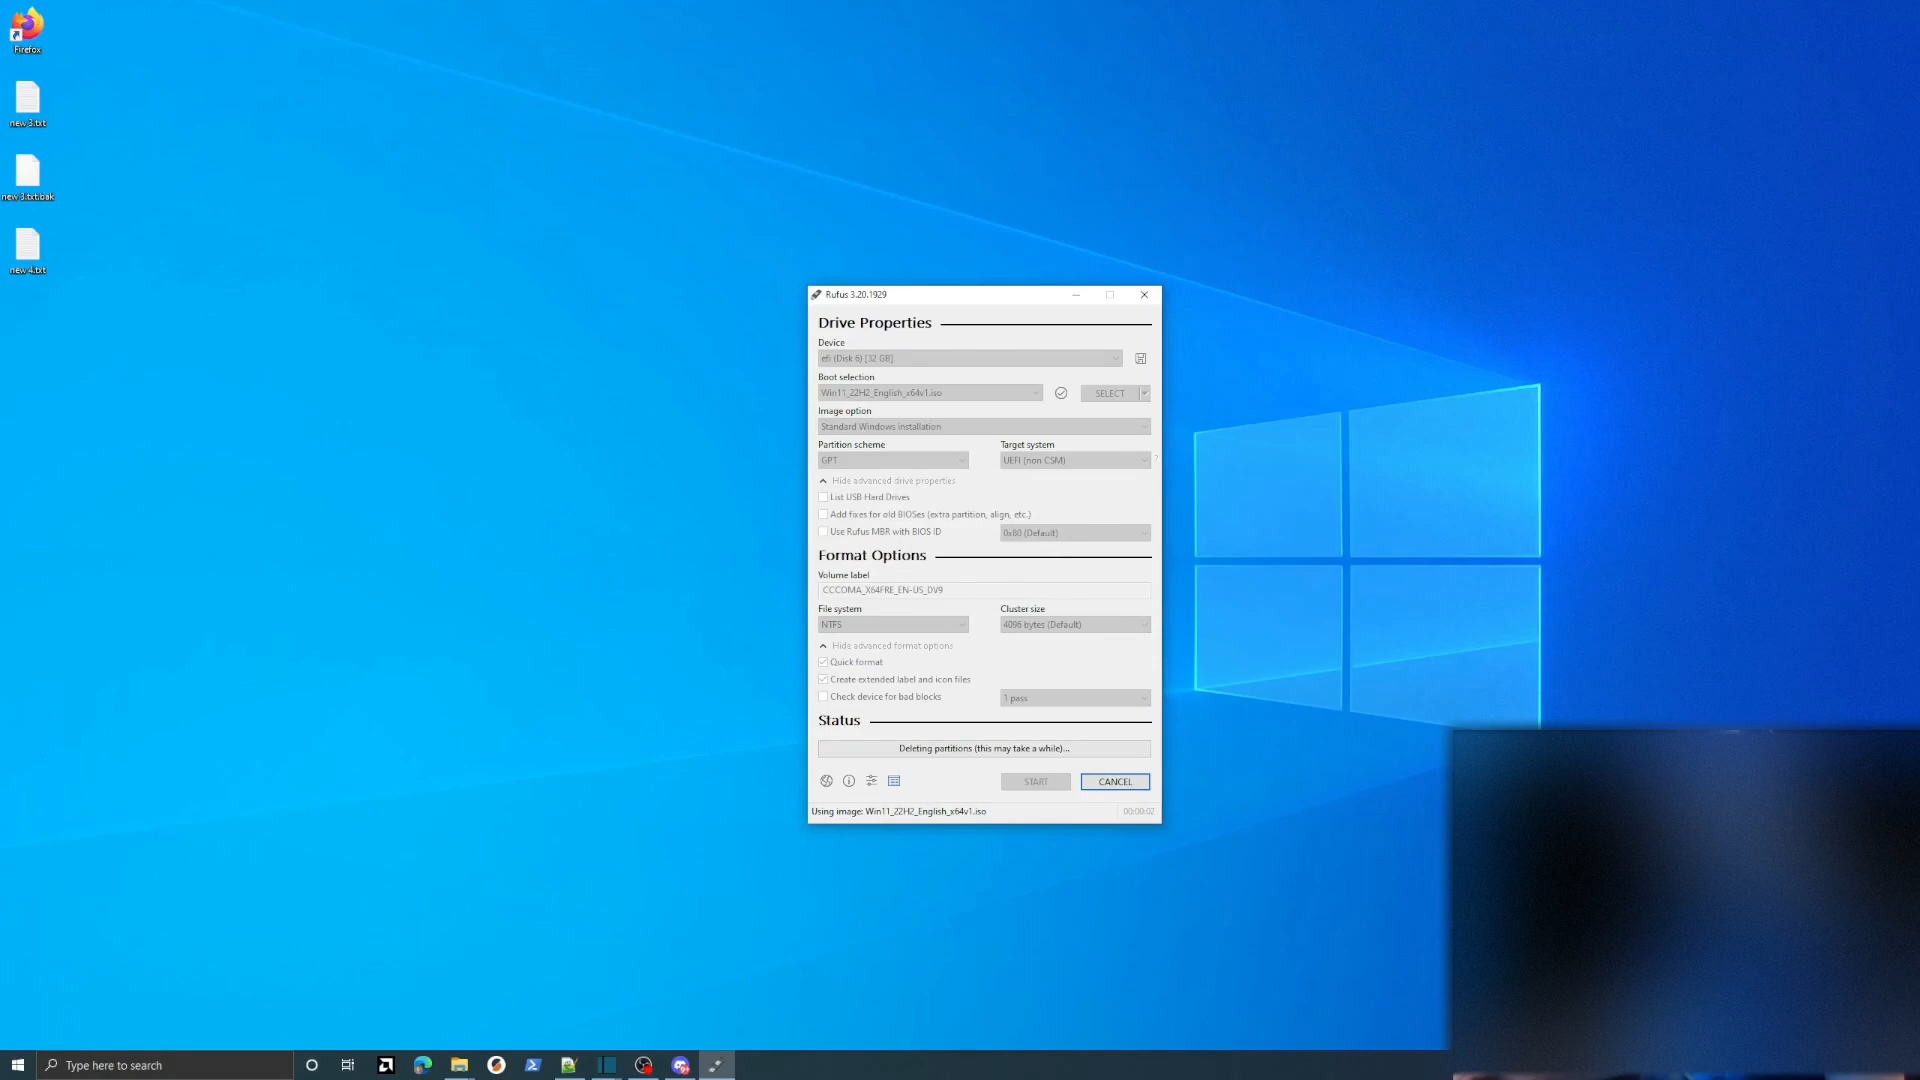 Firefox
new 3.txt
new 3.txt.bak
new 4.txt
Rufus 3.20.1929
Drive Properties
Device
efi (Disk 6) [32 GB]
Boot selection
Win11_22H2_English_x64v1.iso
SELECT
Image option
Standard Windows installation
Partition scheme
Target system
GPT
UEFI (non CSM)
?
Hide advanced drive properties
List USB Hard Drives
Add fixes for old BIOSes (extra partition, align, etc.)
Use Rufus MBR with BIOS ID
0x80 (Default)
Format Options
Volume label
CCCOMA_X64FRE_EN-US_DV9
File system
Cluster size
NTFS
4096 bytes (Default)
Hide advanced format options
Quick format
Create extended label and icon files
Check device for bad blocks
1 pass
Status
Deleting partitions (this may take a while)...
START
CANCEL
Using image: Win11_22H2_English_x64v1.iso
00:00:02
Type here to search